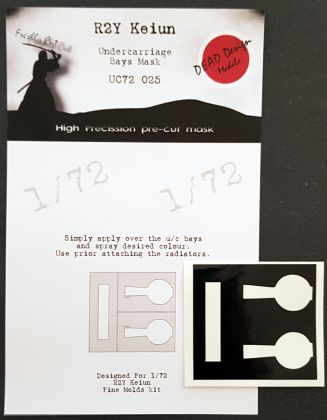 R2Y Keiun
Undercarriage
Bays Mask
UC72 025
DEAD Design
Models
High Precission pre-cut mask
1/72 1/72
Simply apply over the u/c bays
and spray desired colour.
Use prior attaching the radiators.
Designed For 1/72
R2Y Keiun
Fine Molds kit